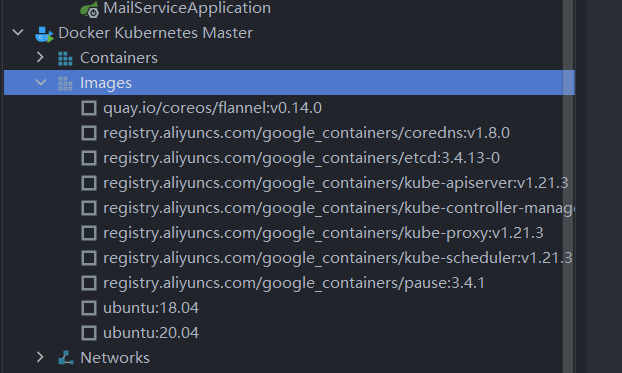 MailServiceApplication
Docker Kubernetes Master
Containers
Images
quay.io/coreos/flannel:v0.14.0
registry.aliyuncs.com/google_containers/coredns:v1.8.0
registry.aliyuncs.com/google_containers/etcd:3.4.13-0
registry.aliyuncs.com/google_containers/kube-apiserver:v1.21.3
registry.aliyuncs.com/google_containers/kube-controller-manage
registry.aliyuncs.com/google_containers/kube-proxy:v1.21.3
registry.aliyuncs.com/google_containers/kube-scheduler:v1.21.3
registry.aliyuncs.com/google_containers/pause:3.4.1
ubuntu:18.04
ubuntu:20.04
Networks